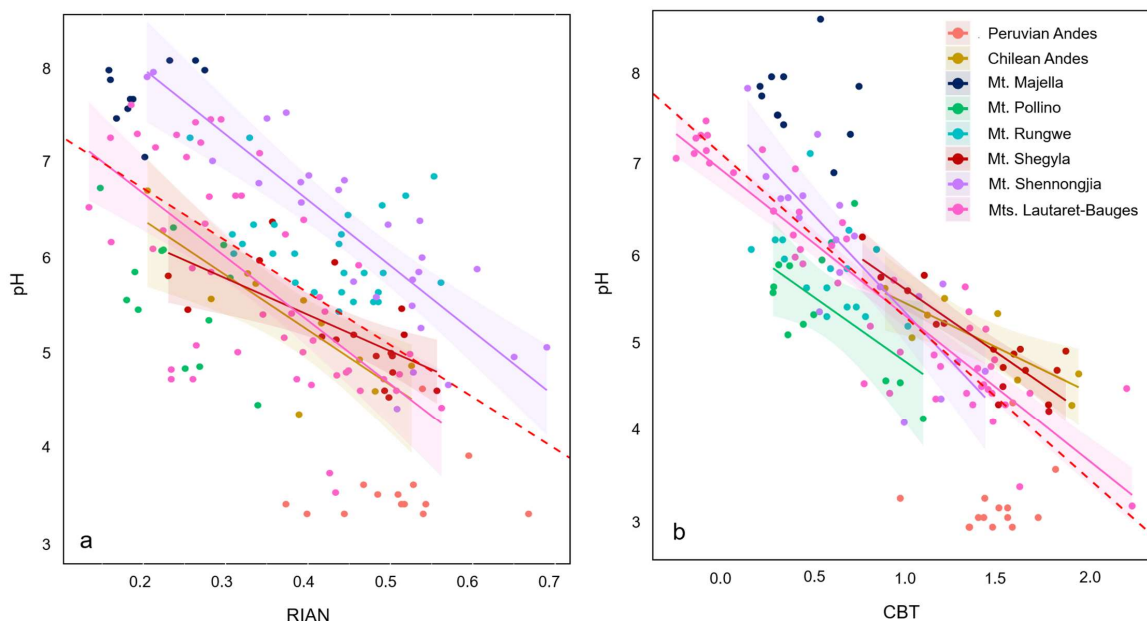 8
7
6
5
4
3
pH
a
0.2
0.3
0.4
0.5
0.6
0.7
RIAN
8
7
6
5
4
3
pH
b
0.0
0.5
1.0
1.5
2.0
CBT
Peruvian Andes
Chilean Andes
Mt. Majella
Mt. Pollino
Mt. Rungwe
Mt. Shegyla
Mt. Shennongjia
Mts. Lautaret-Bauges